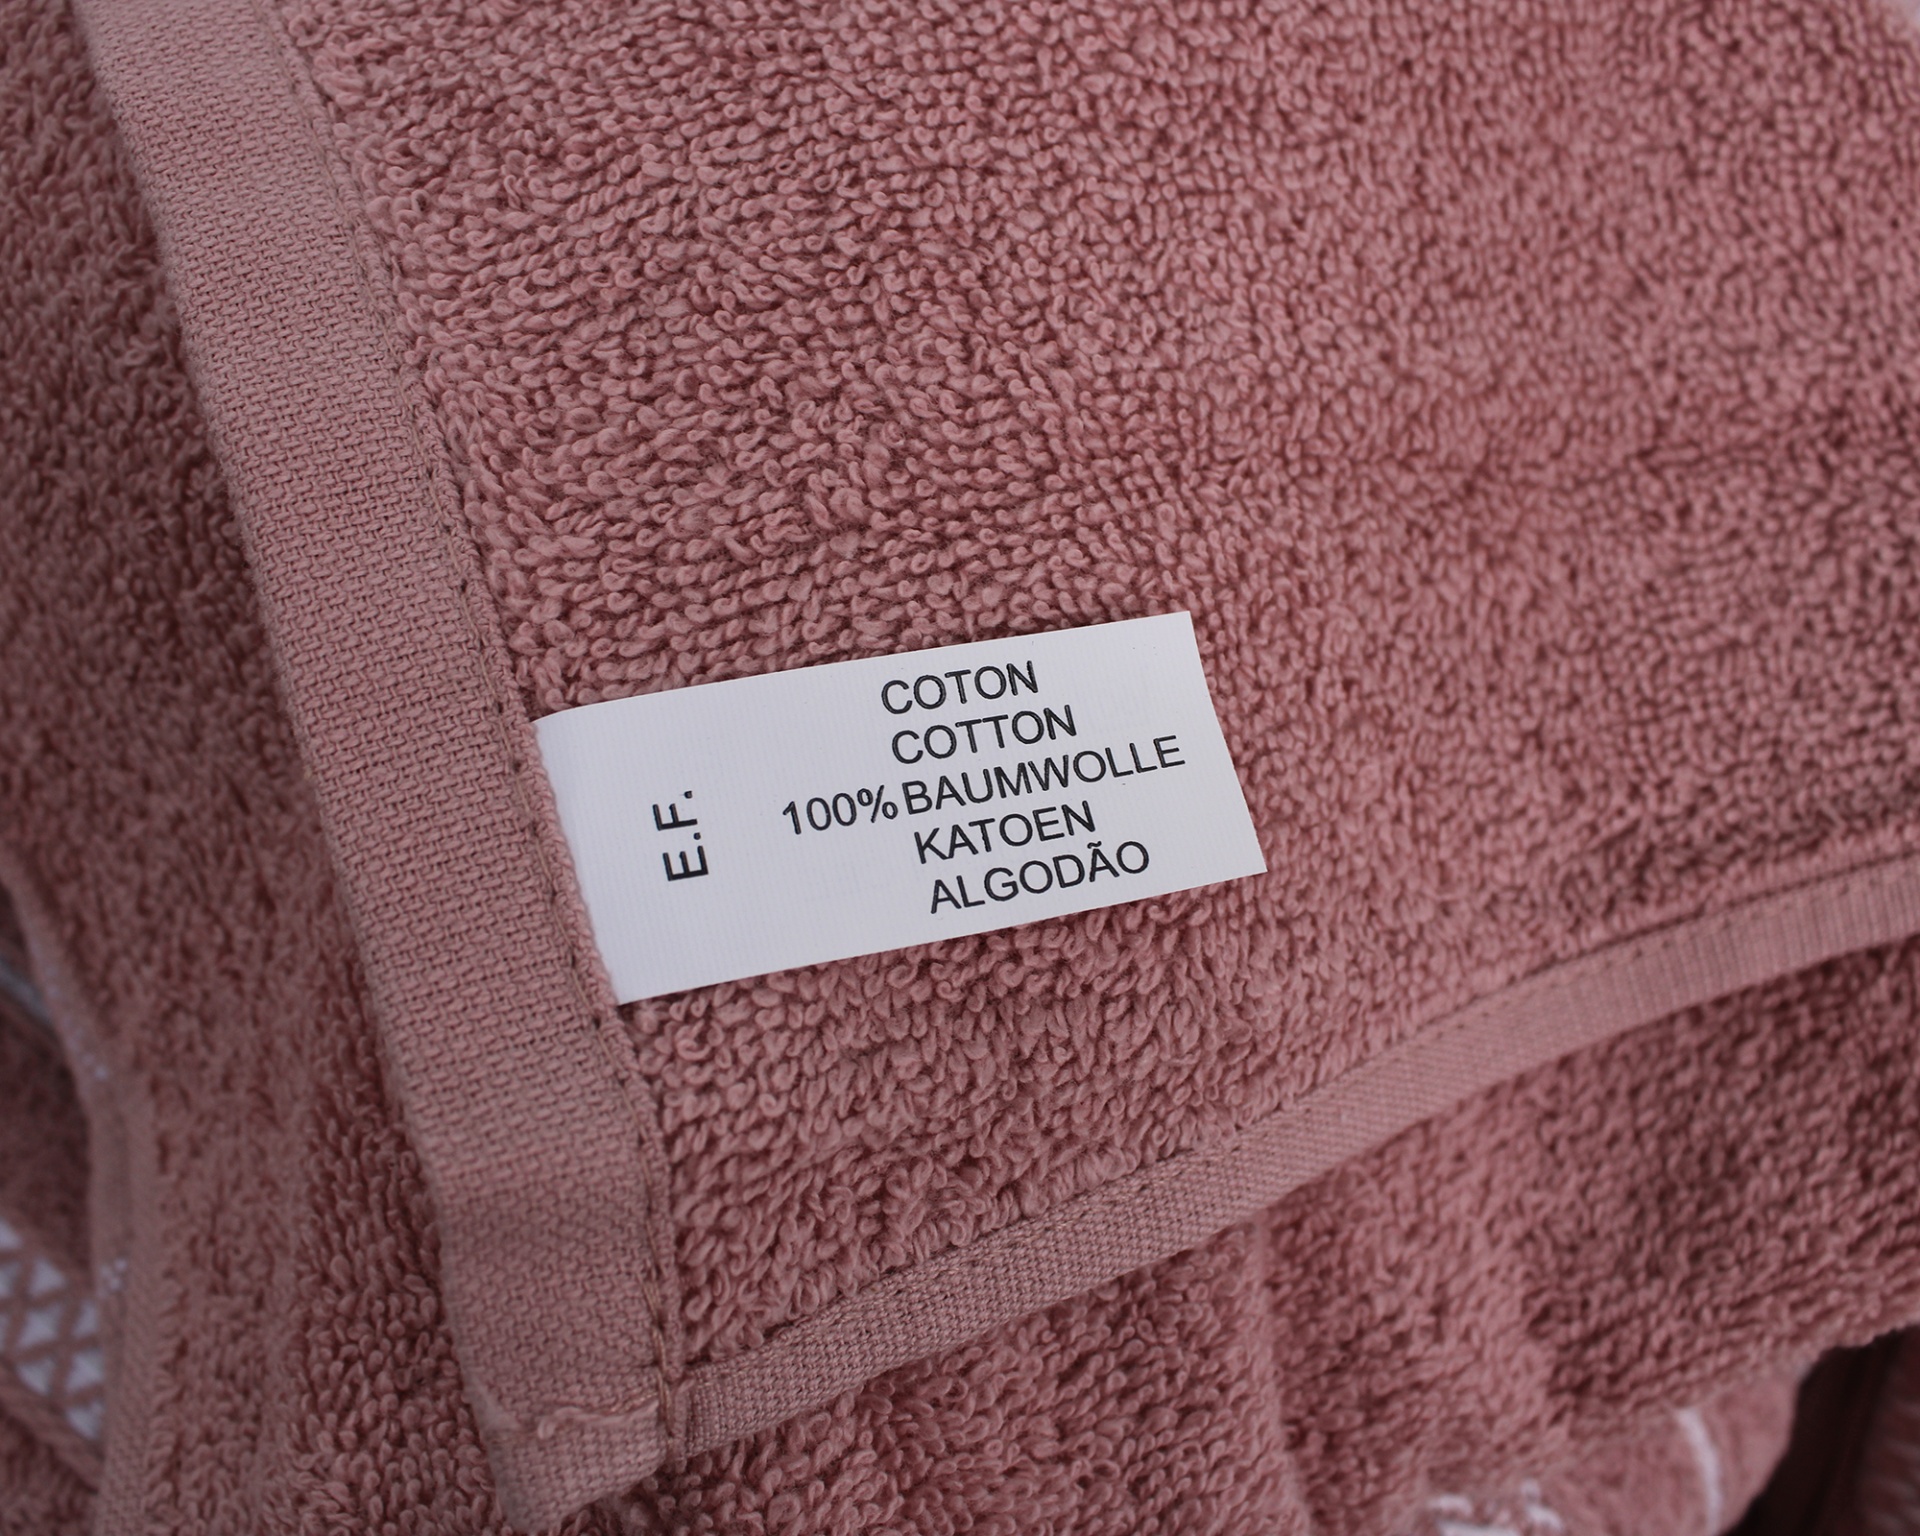 E.F.
COTON
COTTON
100% BAUMWOLLE
KATOEN
ALGODÃO